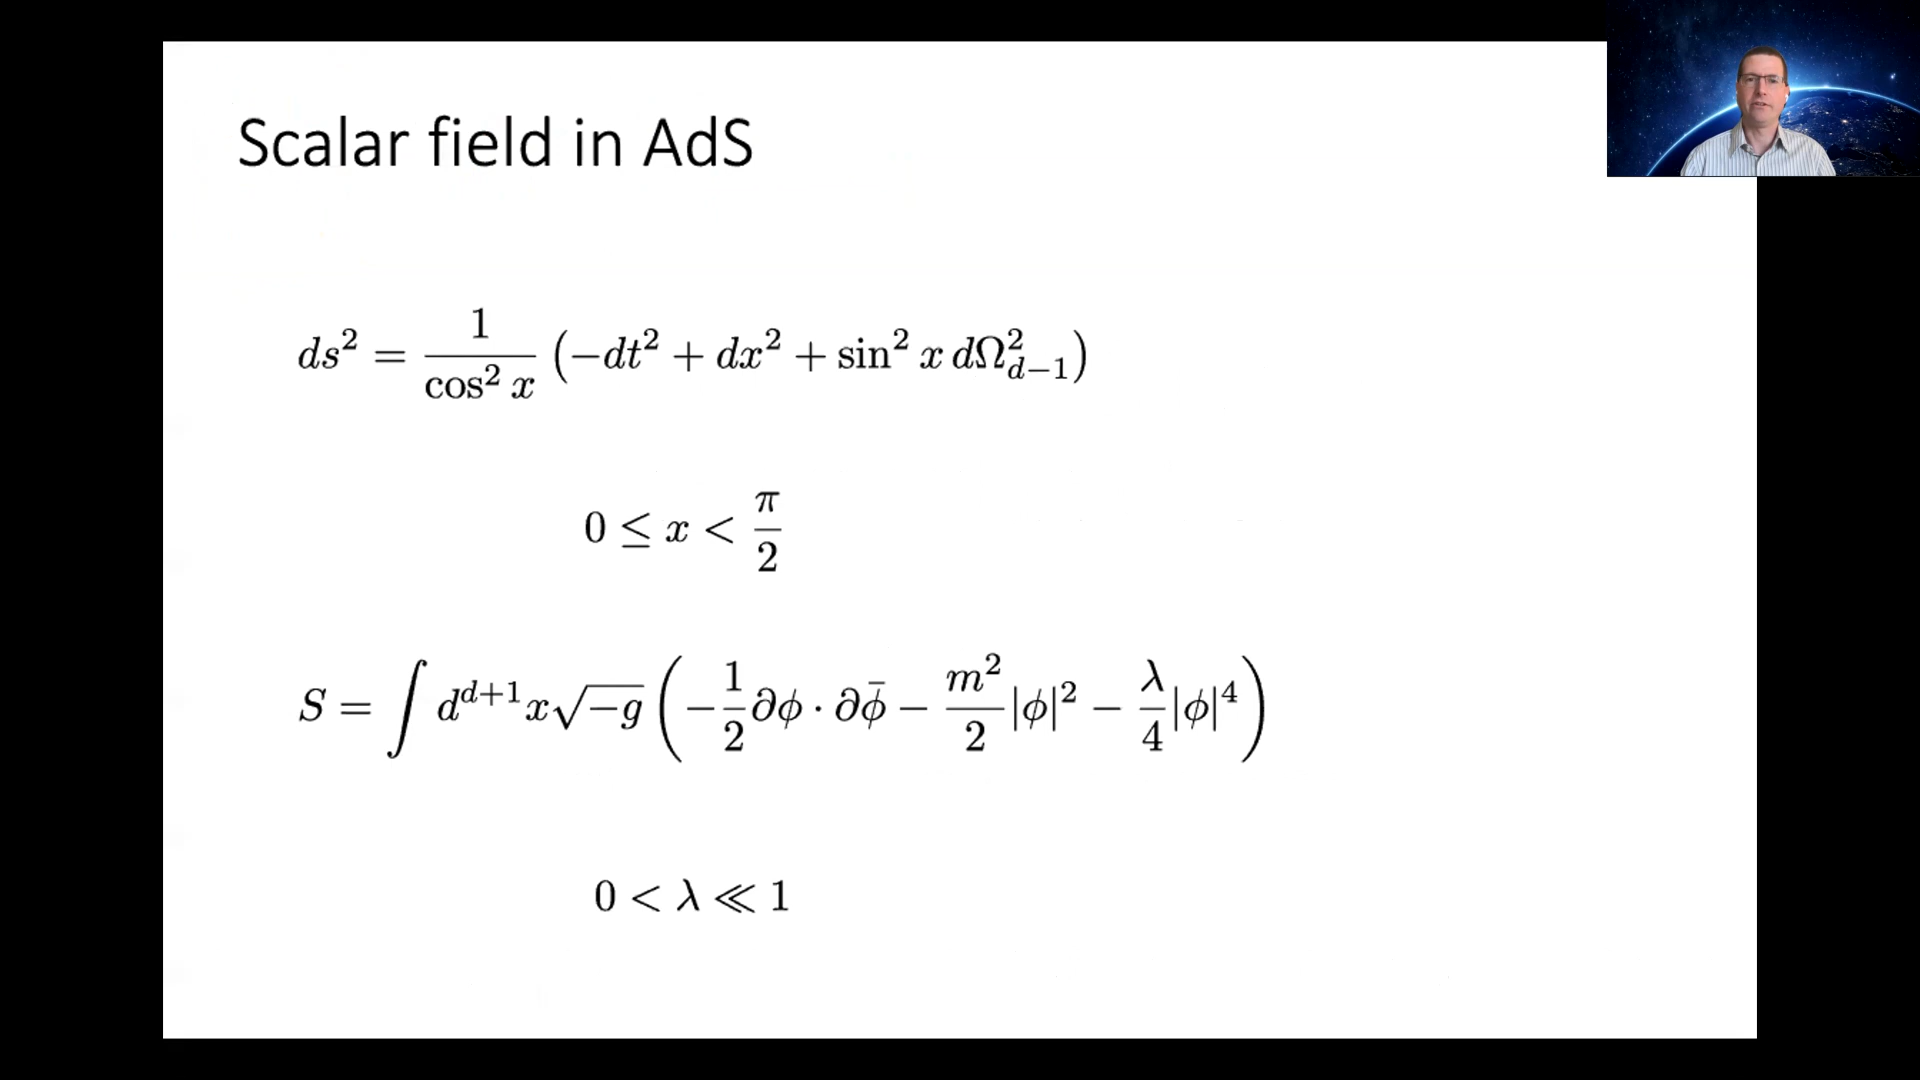 Scalar field in AdS
$ds^2 = \frac{1}{\cos^2 x} \left( -dt^2 + dx^2 + \sin^2 x \, d\Omega^2_{d-1} \right)$
$0 \leq x < \frac{\pi}{2}$
$S = \int d^{d+1}x \sqrt{-g} \left( -\frac{1}{2} \partial\phi \cdot \partial\bar{\phi} - \frac{m^2}{2} |\phi|^2 - \frac{\lambda}{4} |\phi|^4 \right)$
$0 < \lambda \ll 1$